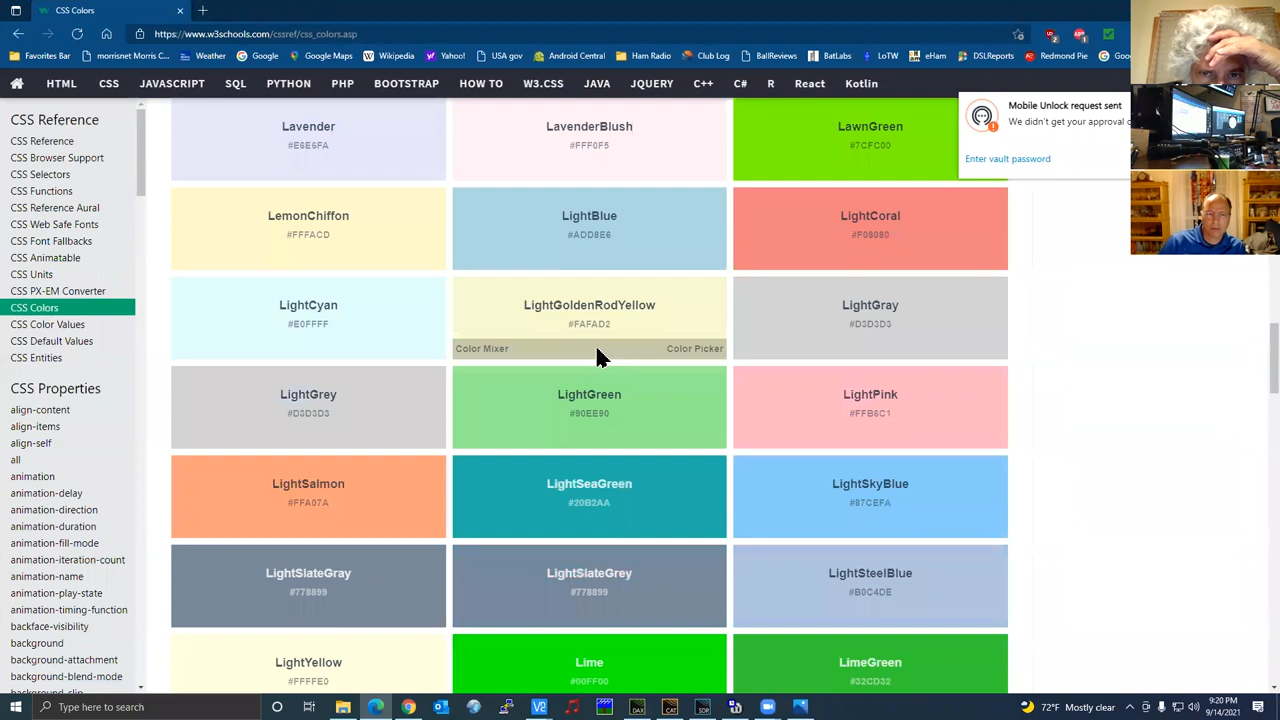 CSS Colors
https://www.w3schools.com/cssref/css_colors.asp
Favorites Bar
morrisnet Morris C...
Weather
Google
Google
Wikipedia
Yahoo!
USA gov
Android Central
Ham Radio
Club Log
BallReviews
BatLabs
LoTW
eHam
DSLReports
Redmond Pie
HTML
CSS
JAVASCRIPT
SQL
PYTHON
PHP
BOOTSTRAP
HOW TO
W3.CSS
JAVA
JQUERY
C++
C#
R
React
Kotlin
Mobile Unlock request sent
We didn't get your approval
Enter vault password
CSS Reference
CSS Reference
CSS Browser Support
CSS Selectors
CSS Functions
CSS Reference Aural
CSS Web Safe Fonts
CSS Font Fallbacks
CSS Animatable
CSS Units
CSS PX-EM Converter
CSS Colors
CSS Color Values
CSS Default Values
CSS Entities
CSS Properties
align-content
align-items
align-self
all
animation
animation-delay
animation-direction
animation-duration
animation-fill-mode
animation-iteration-count
animation-name
animation-play-state
animation-timing-function
backface-visibility
background
background-attachment
background-blend-mode
background-clip
Lavender
#E6E6FA
LavenderBlush
#FFF0F5
LawnGreen
#7CFC00
LemonChiffon
#FFFACD
LightBlue
#ADD8E6
LightCoral
#F08080
LightCyan
#E0FFFF
LightGoldenRodYellow
#FAFAD2
Color Mixer
Color Picker
LightGray
#D3D3D3
LightGrey
#D3D3D3
LightGreen
#90EE90
LightPink
#FFB6C1
LightSalmon
#FFA07A
LightSeaGreen
#20B2AA
LightSkyBlue
#87CEFA
LightSlateGray
#778899
LightSlateGrey
#778899
LightSteelBlue
#B0C4DE
LightYellow
#FFFFE0
Lime
#00FF00
LimeGreen
#32CD32
Type here to search
DAX
CAT
SDR
72°F Mostly clear
9:20 PM
9/14/2021